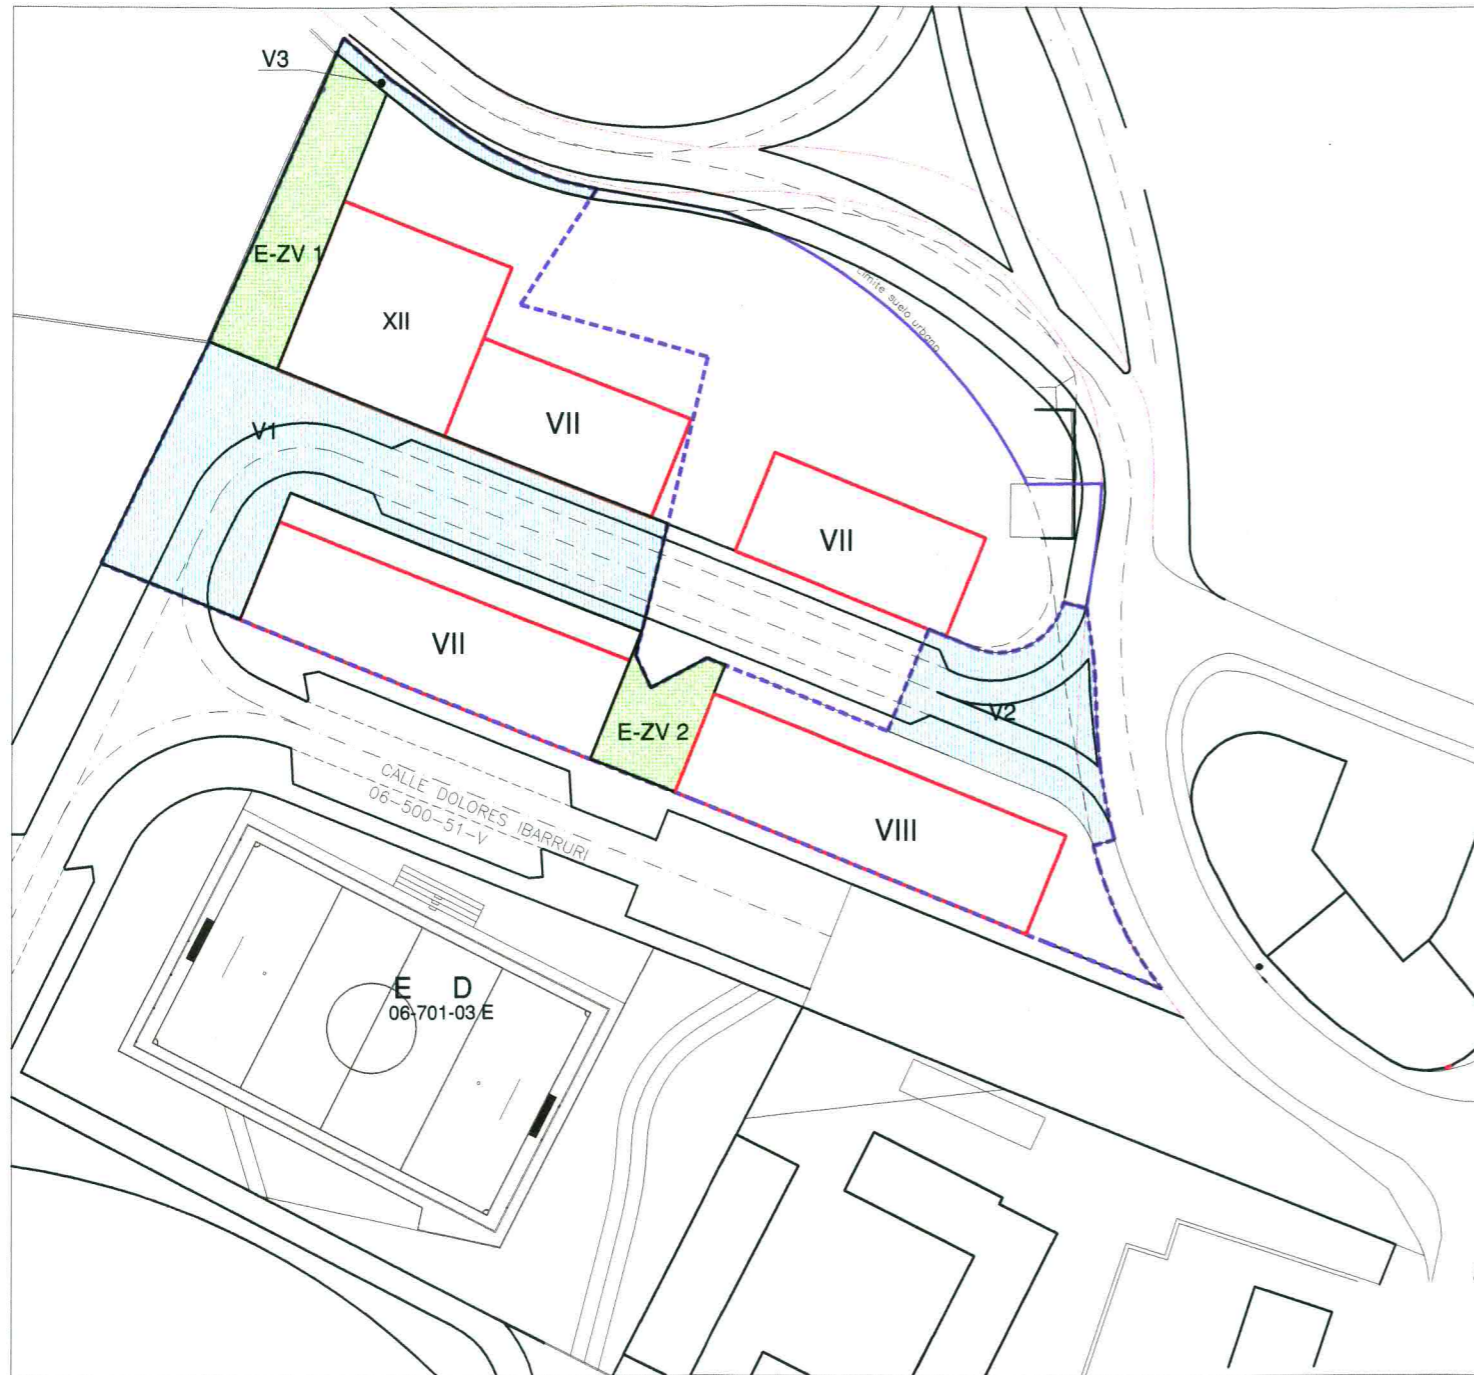 V3
E-ZV 1
Límite suelo urbano
XII
VII
V1
VII
VII
V2
E-ZV 2
CALLE DOLORES IBARRURI
06-500-51-V
VIII
E D
06-701-03 E